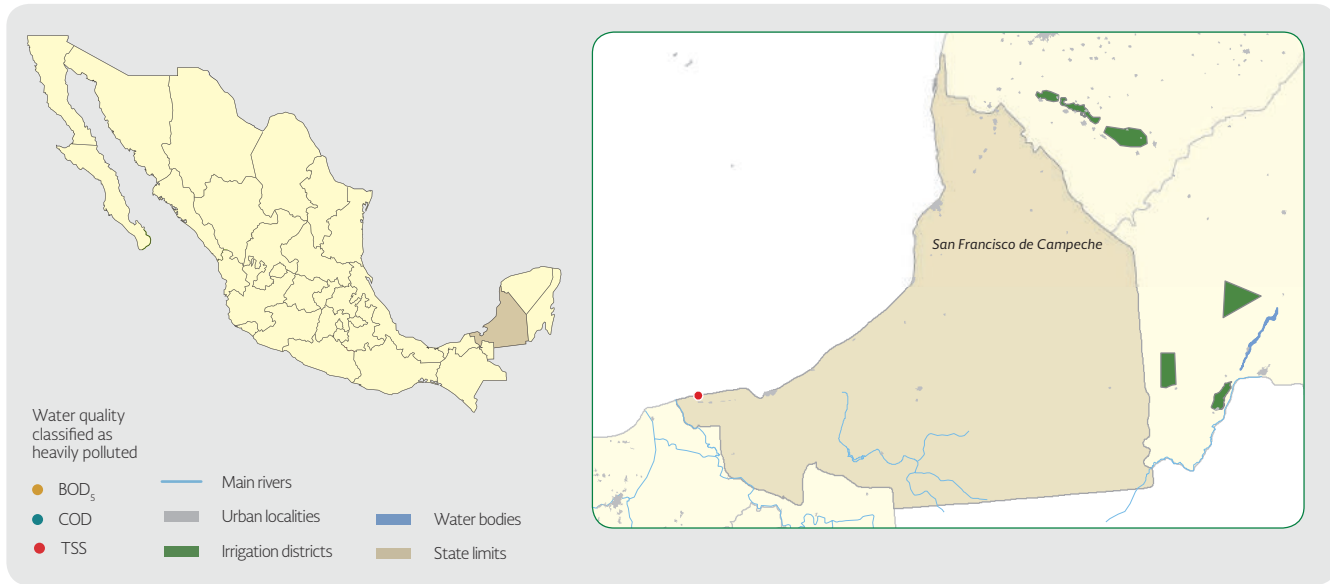 San Francisco de Campeche
Water quality
classified as
heavily polluted
BOD₅
COD
TSS
Main rivers
Urban localities
Irrigation districts
Water bodies
State limits